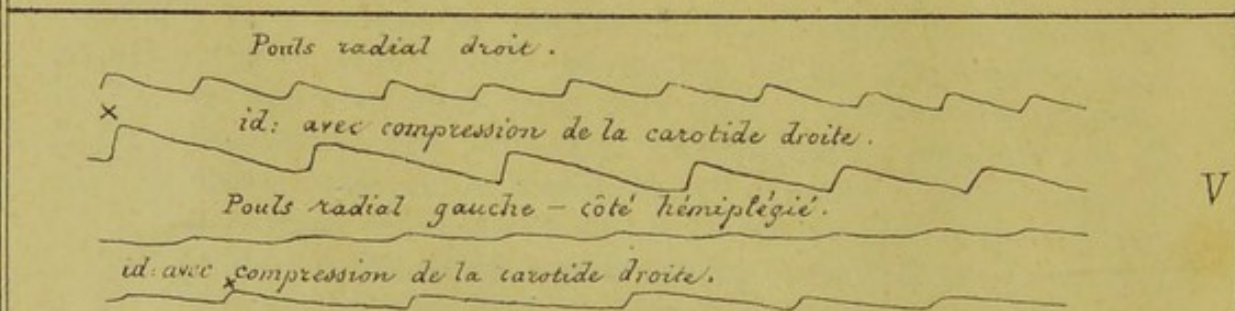 Pouls radial droit.
×
id: avec compression de la carotide droite.
V
Pouls radial gauche – côté hémiplégié.
id: avec compression de la carotide droite.
×